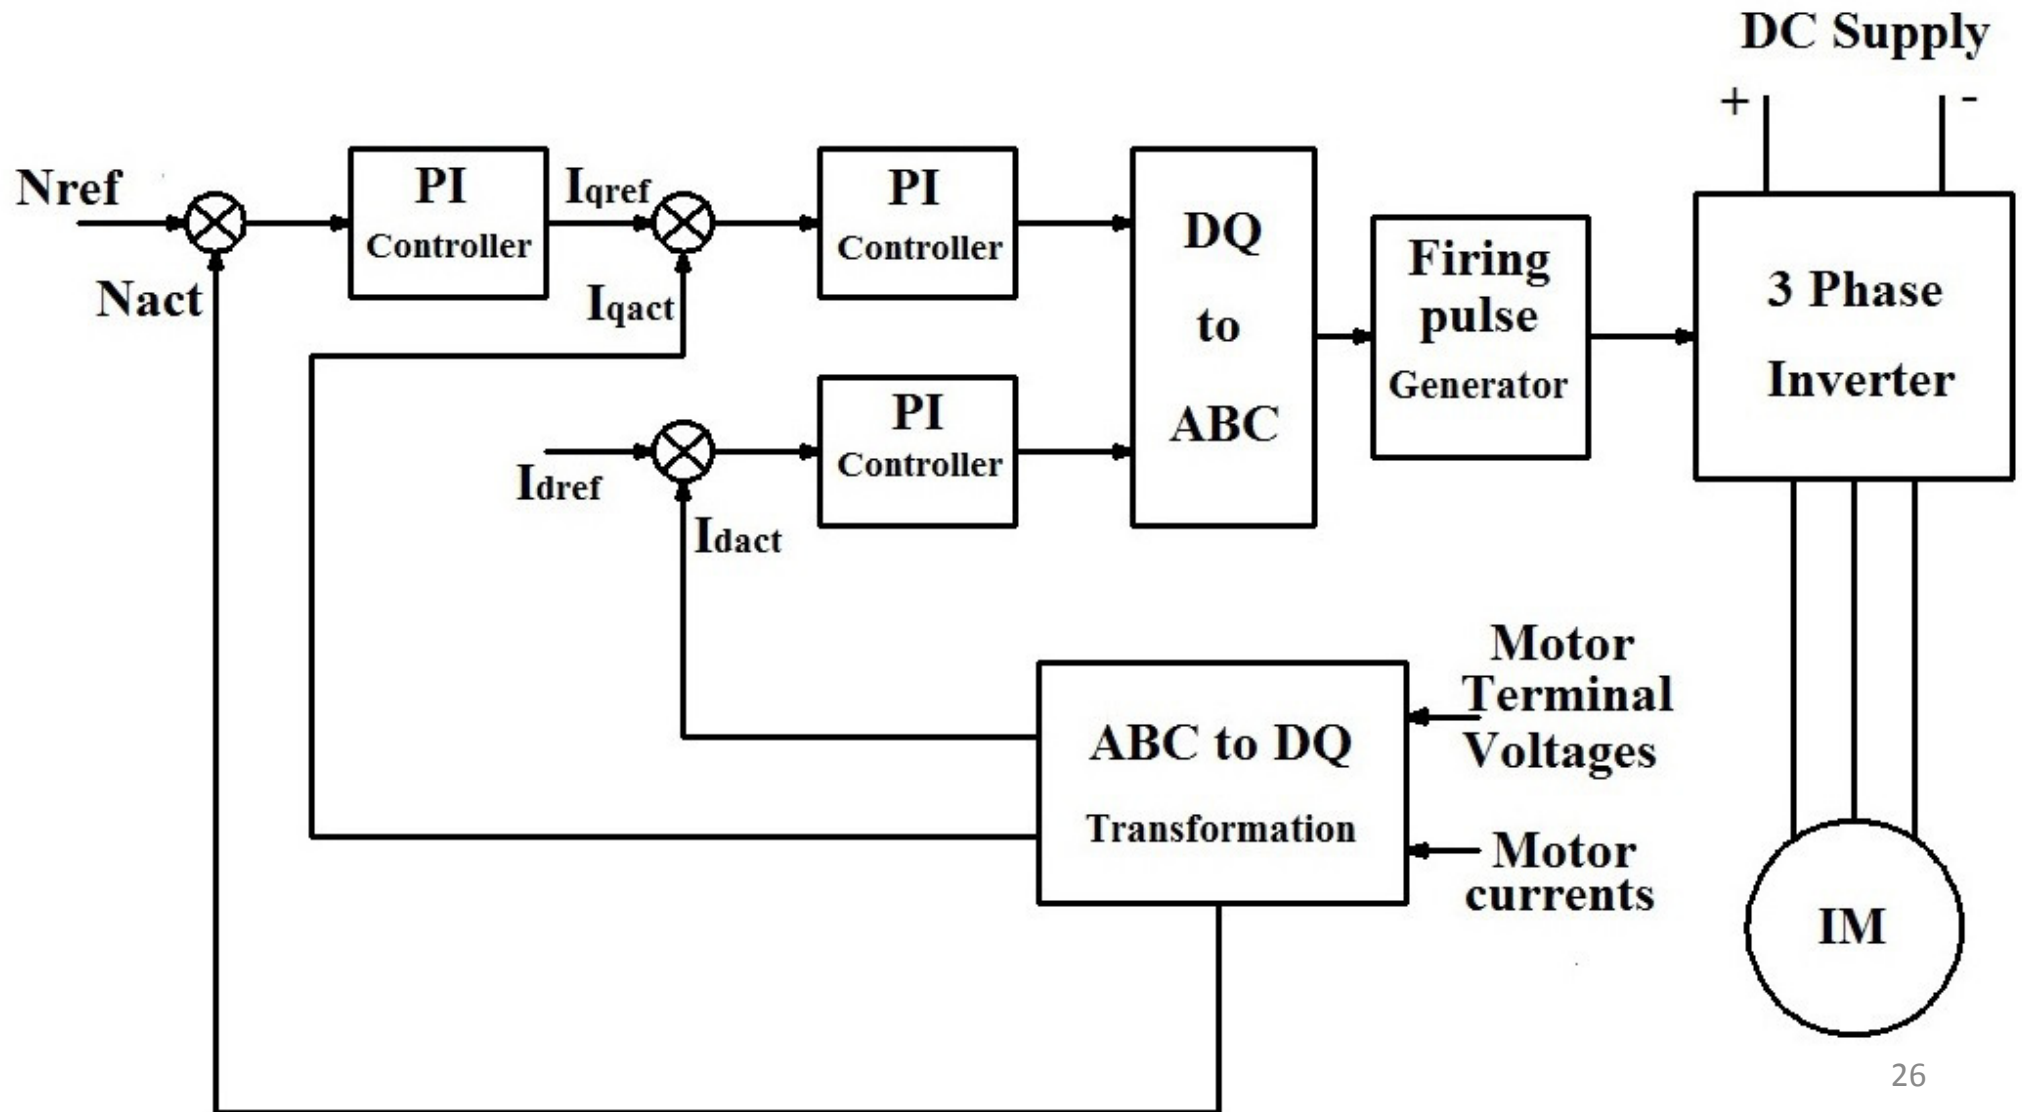 DC Supply
+ -
Nref
PI
Controller
Iqref
PI
Controller
DQ
to
ABC
Firing
pulse
Generator
3 Phase
Inverter
Nact
Iqact
Idref
PI
Controller
Idact
ABC to DQ
Transformation
Motor
Terminal
Voltages
Motor
currents
IM
26